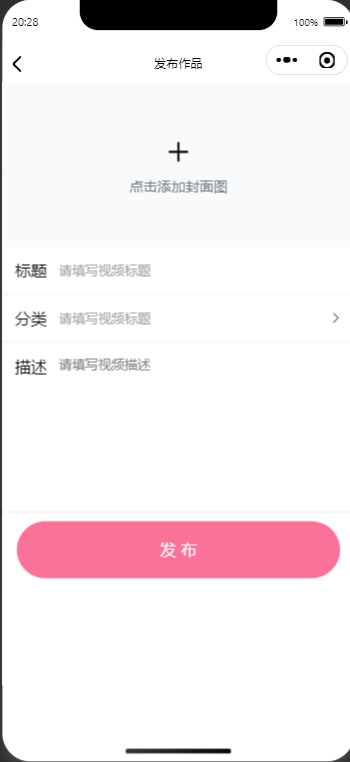 20:28
100%
发布作品
点击添加封面图
标题 请填写视频标题
分类 请填写视频标题
描述 请填写视频描述
发布